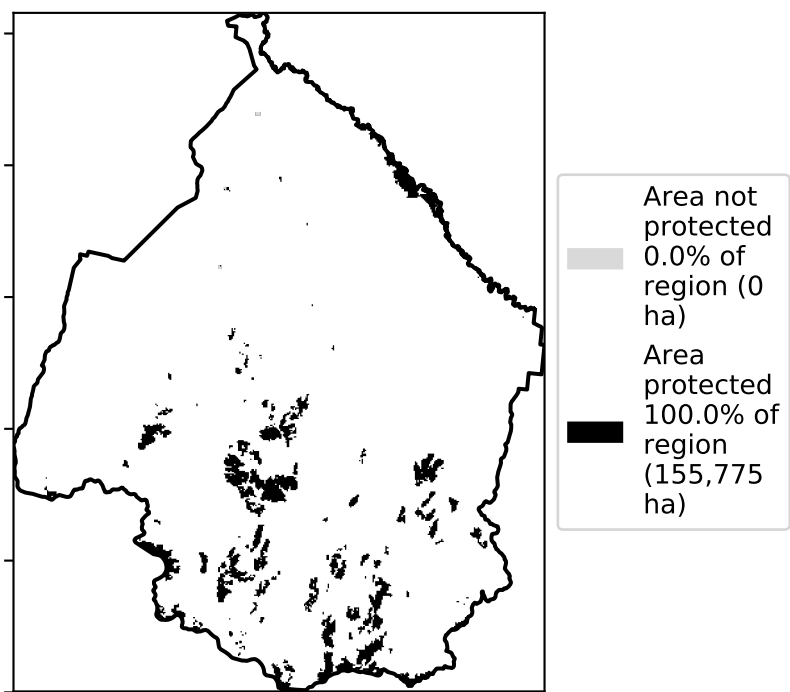 Area not
protected
0.0% of
region (0
ha)
Area
protected
100.0% of
region
(155,775
ha)